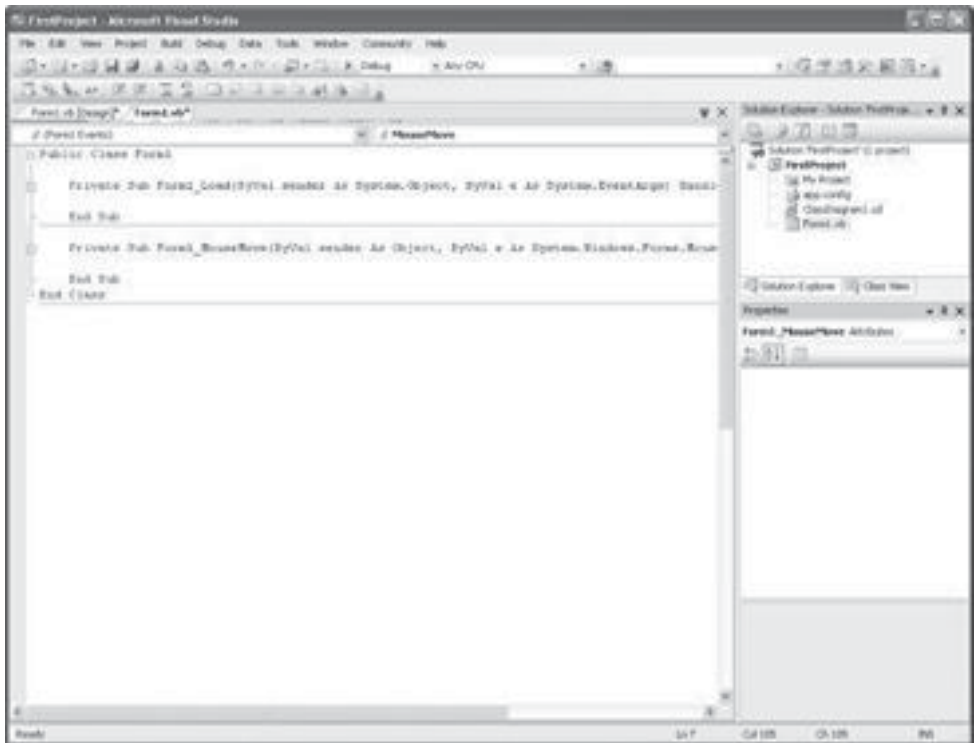 FirstProject - Microsoft Visual Studio
File Edit View Project Build Debug Data Tools Window Community Help
Debug Any CPU
Form1.vb [Design]* Form1.vb*
(Form1 Events) MouseMove
Public Class Form1
Private Sub Form1_Load(ByVal sender As System.Object, ByVal e As System.EventArgs) Handl
End Sub
Private Sub Form1_MouseMove(ByVal sender As Object, ByVal e As System.Windows.Forms.Mouse
End Sub
End Class
Solution Explorer - Solution 'FirstProje...
Solution 'FirstProject' (1 project)
FirstProject
My Project
app.config
ClassDiagram1.cd
Form1.vb
Solution Explorer Class View
Properties
Form1_MouseMove Attributes
Ready Ln 7 Col 105 Ch 105 INS